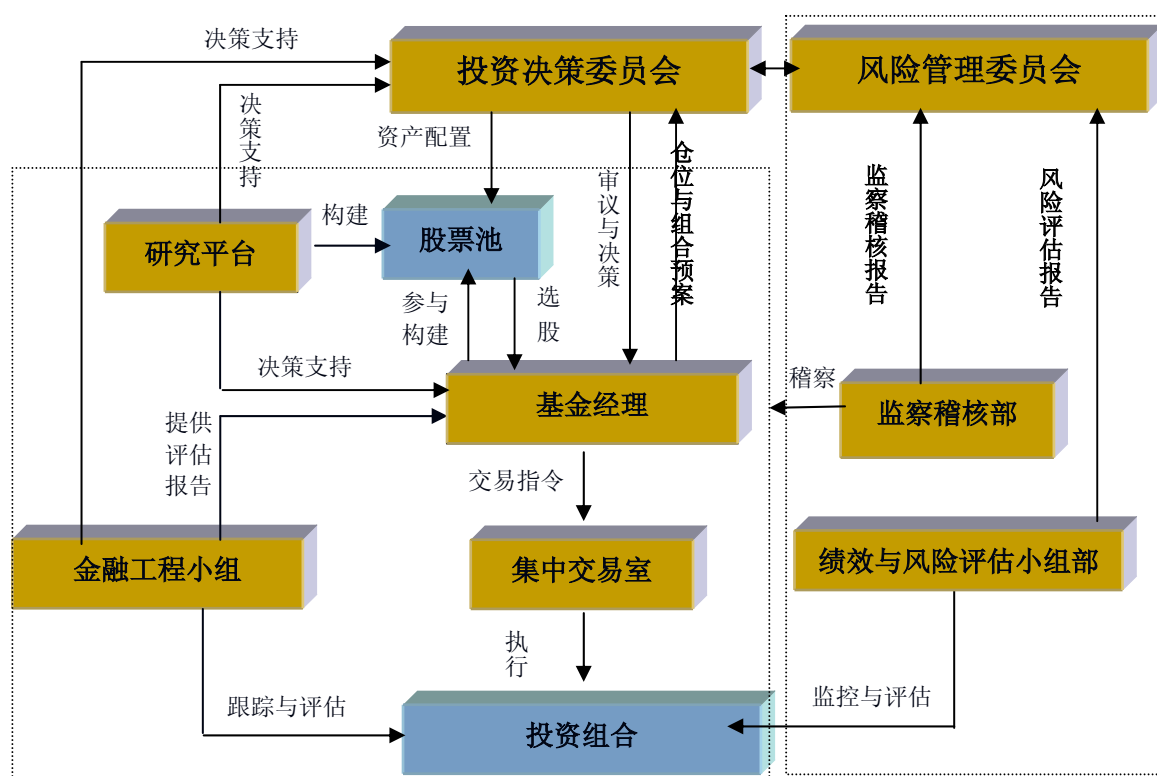 决策支持
投资决策委员会
风险管理委员会
决策支持
资产配置
审议与决策
仓位与组合预案
监察稽核报告
风险评估报告
构建
股票池
研究平台
参与
构建
选股
决策支持
基金经理
稽察
监察稽核部
提供
评估
报告
交易指令
金融工程小组
集中交易室
绩效与风险评估小组部
执行
跟踪与评估
投资组合
监控与评估